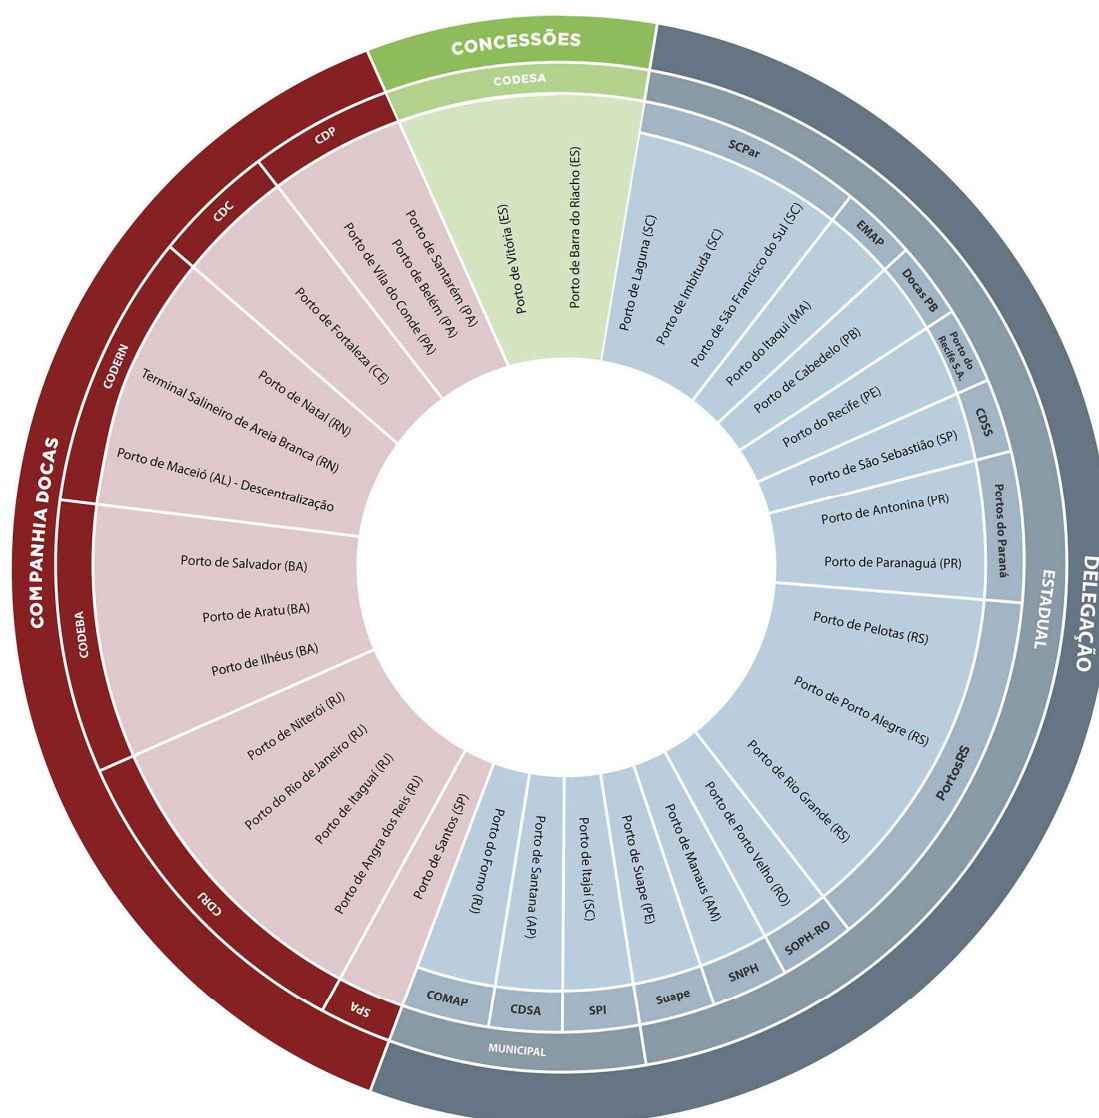 CONCESSÕES
CODESA
Porto de Vitória (ES)
Porto de Barra do Riacho (ES)
DELEGAÇÃO
ESTADUAL
SCPar
Porto de Laguna (SC)
Porto de Imbituda (SC)
Porto de São Francisco do Sul (SC)
EMAP
Porto do Itaqui (MA)
Docas PB
Porto de Cabedelo (PB)
Porto do
Recife S.A.
Porto do Recife (PE)
CDSS
Porto de São Sebastião (SP)
Portos do Paraná
Porto de Antonina (PR)
Porto de Paranaguá (PR)
PortosRS
Porto de Pelotas (RS)
Porto de Porto Alegre (RS)
Porto de Rio Grande (RS)
SOPH-RO
Porto de Porto Velho (RO)
SNPH
Porto de Manaus (AM)
Suape
Porto de Suape (PE)
MUNICIPAL
SPI
Porto de Itajaí (SC)
CDSA
Porto de Santana (AP)
COMAP
Porto do Forno (RJ)
COMPANHIA DOCAS
SPA
Porto de Santos (SP)
CDRJ
Porto de Angra dos Reis (RJ)
Porto de Itaguaí (RJ)
Porto do Rio de Janeiro (RJ)
Porto de Niterói (RJ)
CODEBA
Porto de Ilhéus (BA)
Porto de Aratu (BA)
Porto de Salvador (BA)
CODERN
Porto de Maceió (AL) - Descentralização
Terminal Salineiro de Areia Branca (RN)
Porto de Natal (RN)
CDC
Porto de Fortaleza (CE)
CDP
Porto de Vila do Conde (PA)
Porto de Belém (PA)
Porto de Santarém (PA)